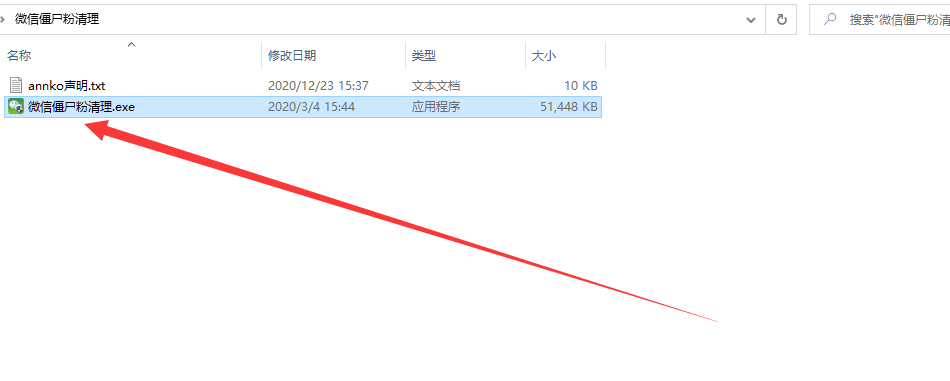 微信僵尸粉清理
搜索"微信僵尸粉清
名称 修改日期 类型 大小
annko声明.txt 2020/12/23 15:37 文本文档 10 KB
微信僵尸粉清理.exe 2020/3/4 15:44 应用程序 51,448 KB